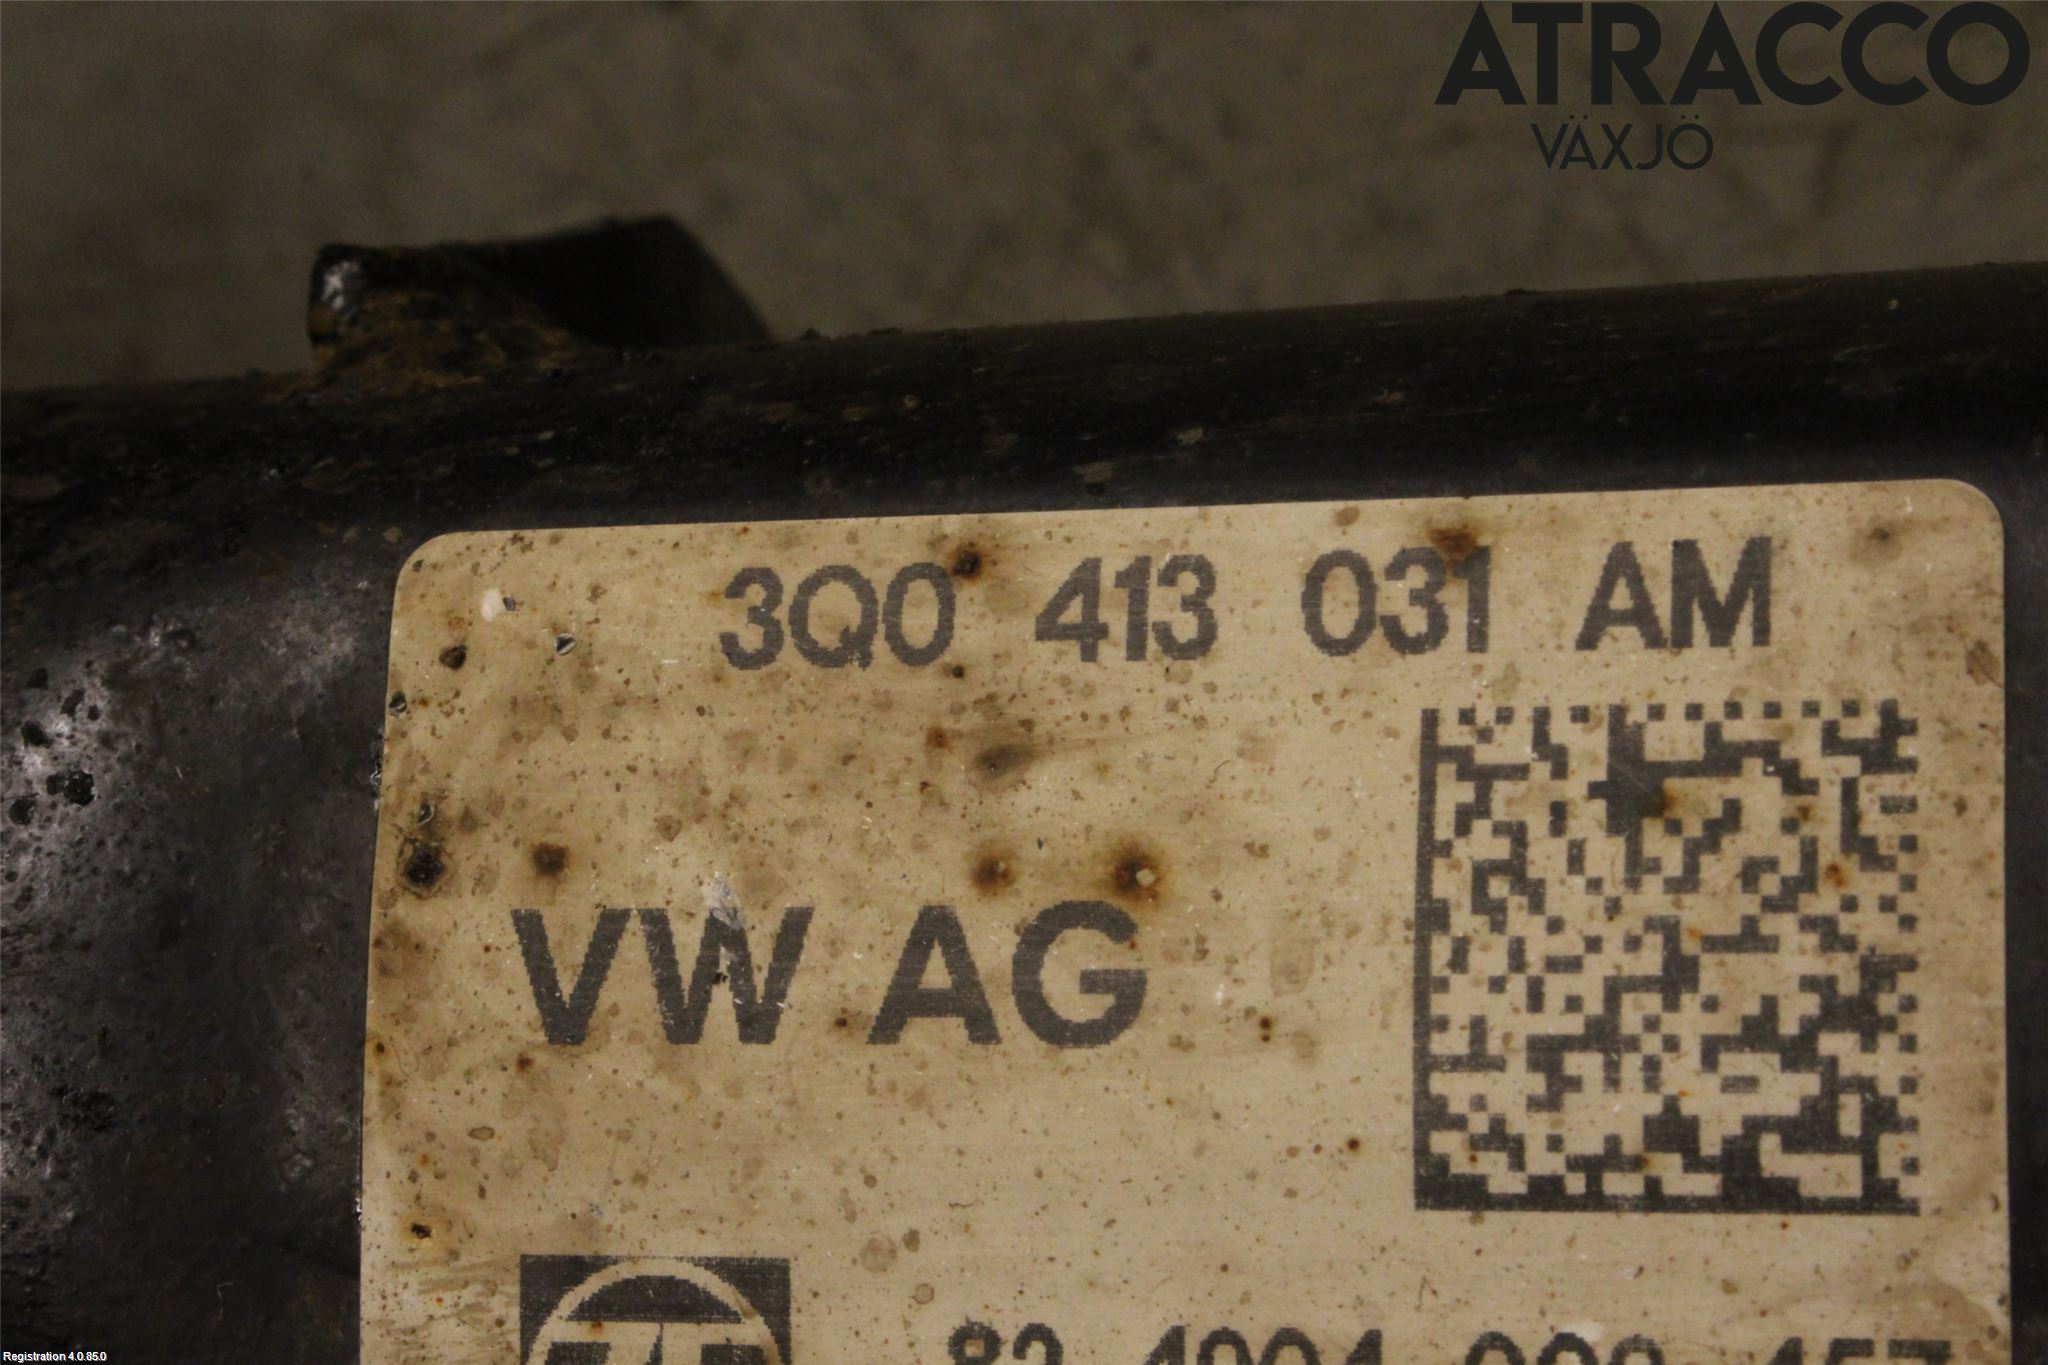 ATRACCO
VÄXJÖ
3Q0 413 031 AM
VW AG
Registration 4.0.85.0